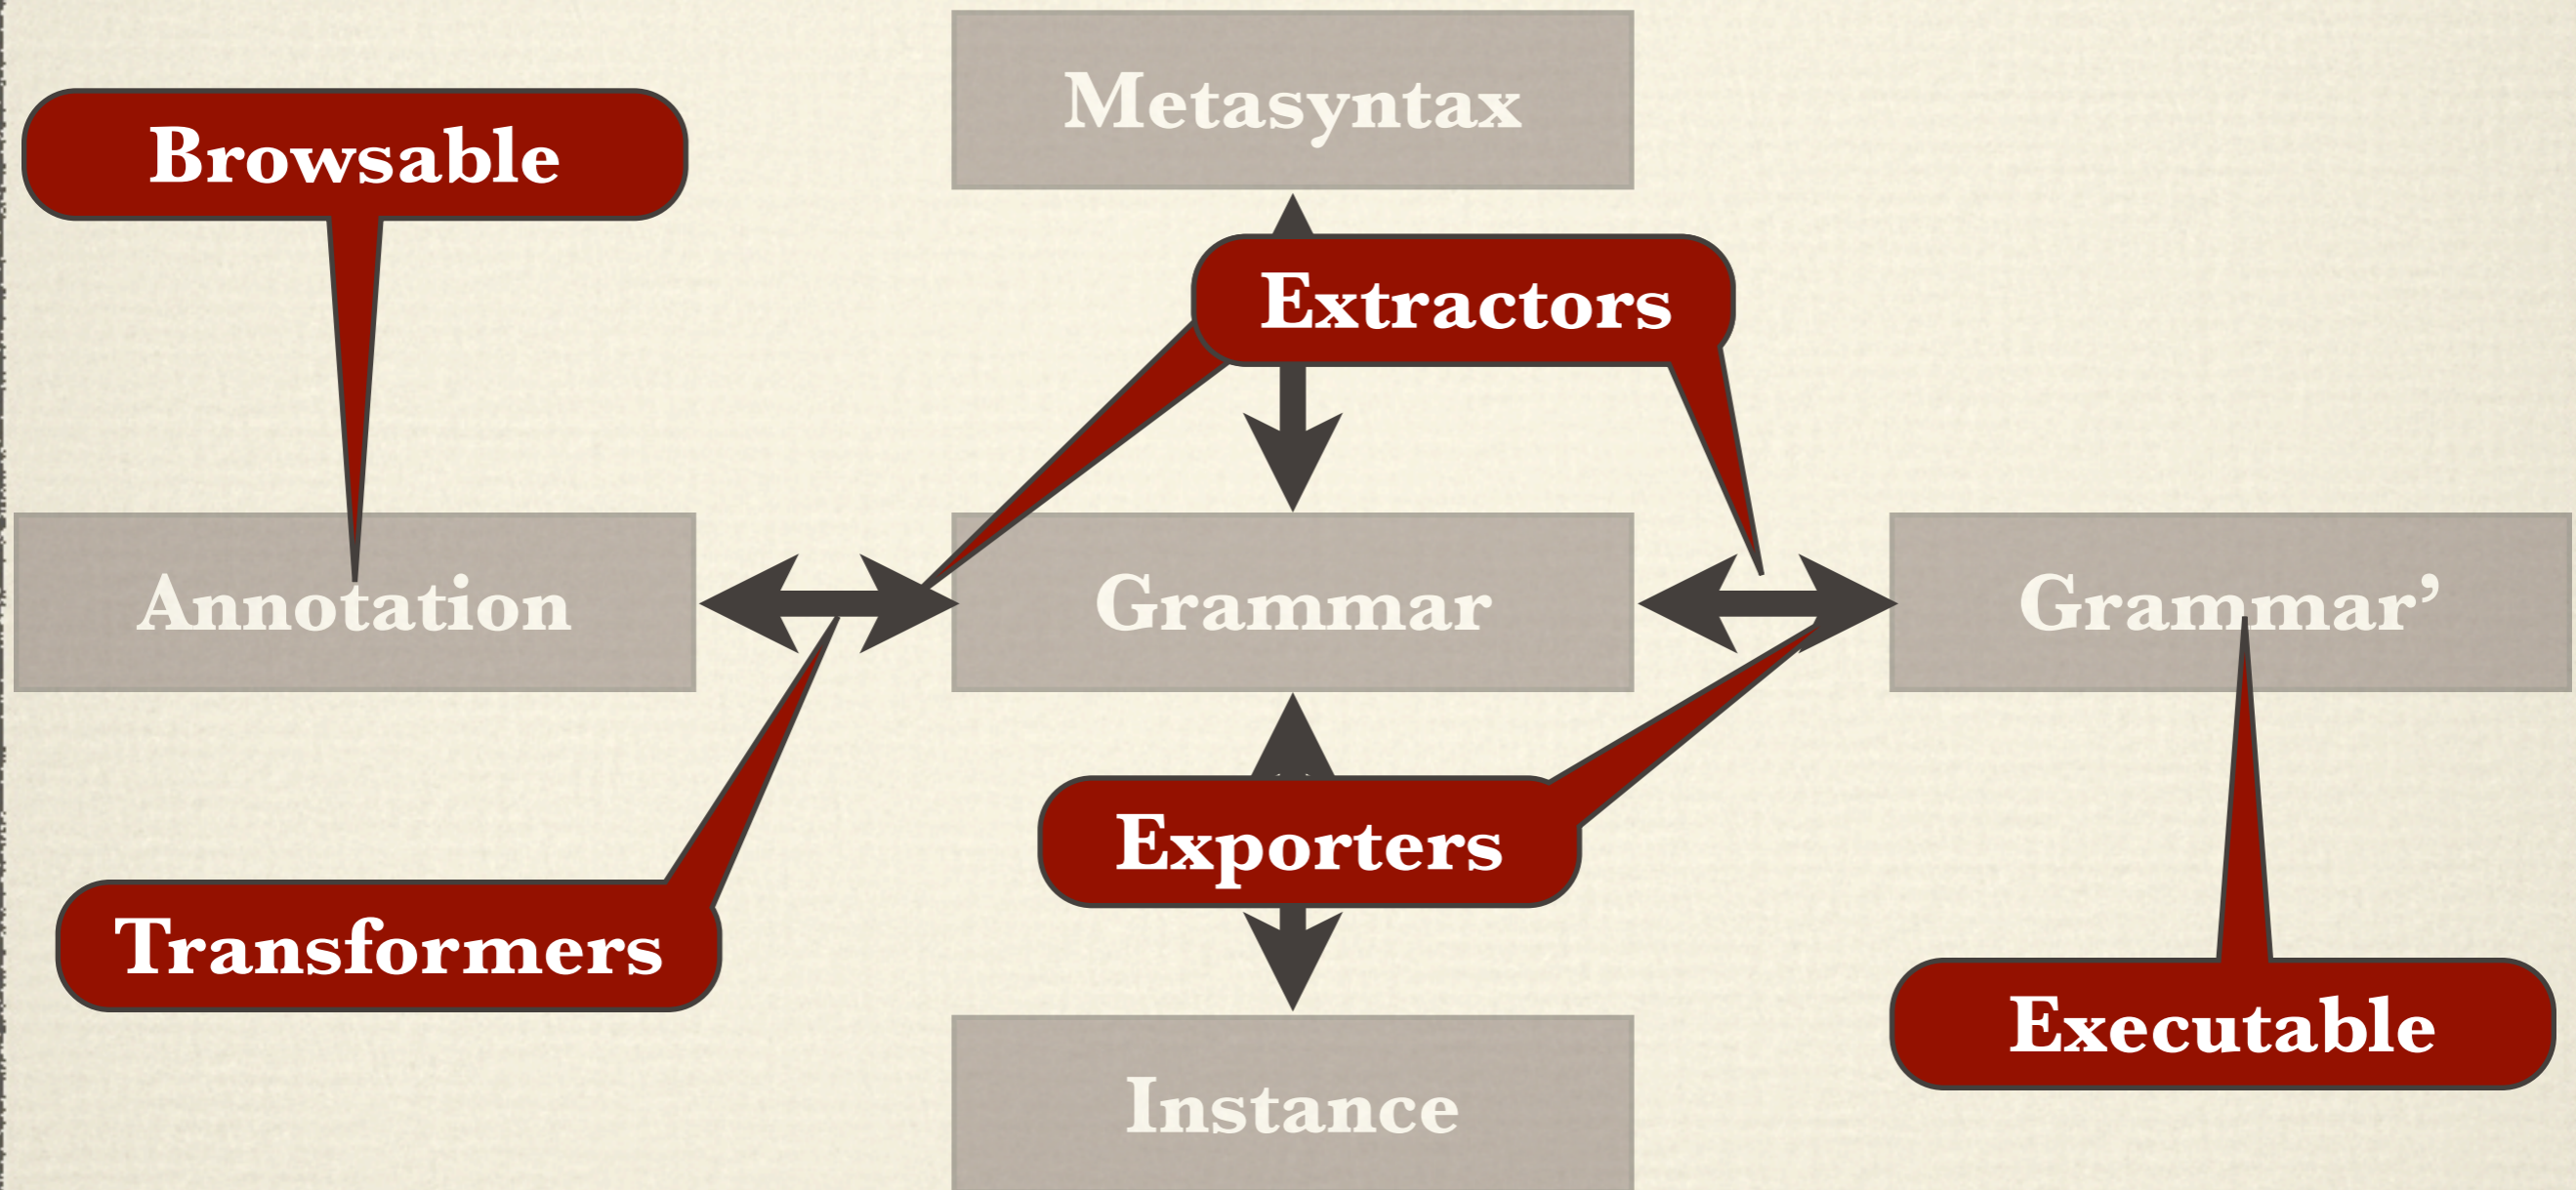 Metasyntax
Browsable
Extractors
Annotation
Grammar
Grammar’
Exporters
Transformers
Executable
Instance